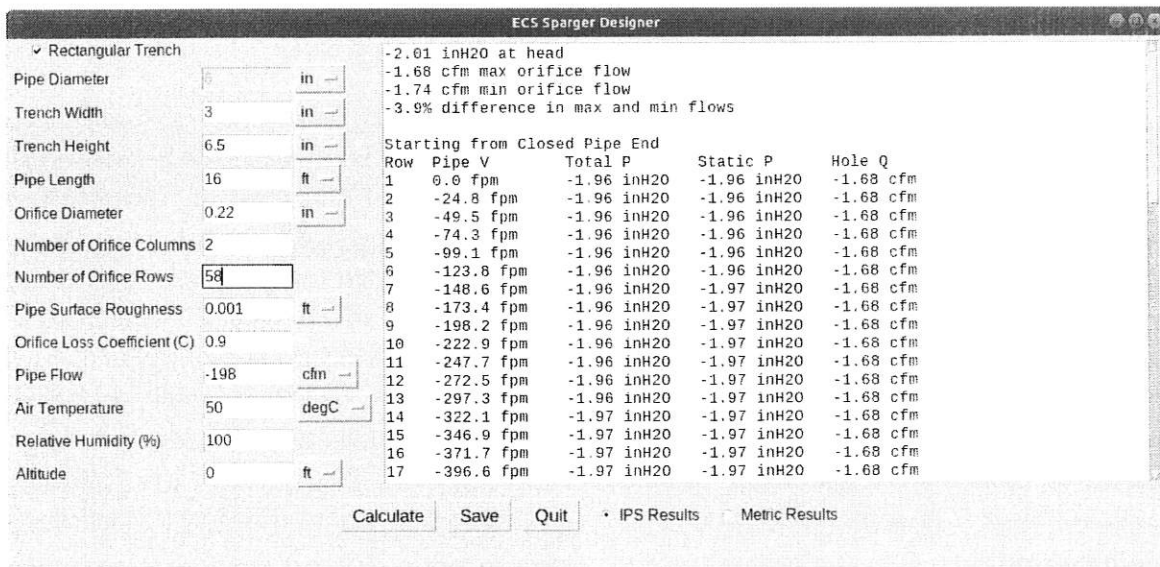 ECS Sparger Designer
Rectangular Trench
Pipe Diameter 6 in
Trench Width 3 in
Trench Height 6.5 in
Pipe Length 16 ft
Orifice Diameter 0.22 in
Number of Orifice Columns 2
Number of Orifice Rows 58
Pipe Surface Roughness 0.001 ft
Orifice Loss Coefficient (C) 0.9
Pipe Flow -198 cfm
Air Temperature 50 degC
Relative Humidity (%) 100
Altitude 0 ft
-2.01 inH2O at head
-1.68 cfm max orifice flow
-1.74 cfm min orifice flow
-3.9% difference in max and min flows
Starting from Closed Pipe End
Row Pipe V Total P Static P Hole Q
1 0.0 fpm -1.96 inH2O -1.96 inH2O -1.68 cfm
2 -24.8 fpm -1.96 inH2O -1.96 inH2O -1.68 cfm
3 -49.5 fpm -1.96 inH2O -1.96 inH2O -1.68 cfm
4 -74.3 fpm -1.96 inH2O -1.96 inH2O -1.68 cfm
5 -99.1 fpm -1.96 inH2O -1.96 inH2O -1.68 cfm
6 -123.8 fpm -1.96 inH2O -1.96 inH2O -1.68 cfm
7 -148.6 fpm -1.96 inH2O -1.97 inH2O -1.68 cfm
8 -173.4 fpm -1.96 inH2O -1.97 inH2O -1.68 cfm
9 -198.2 fpm -1.96 inH2O -1.97 inH2O -1.68 cfm
10 -222.9 fpm -1.96 inH2O -1.97 inH2O -1.68 cfm
11 -247.7 fpm -1.96 inH2O -1.97 inH2O -1.68 cfm
12 -272.5 fpm -1.96 inH2O -1.97 inH2O -1.68 cfm
13 -297.3 fpm -1.96 inH2O -1.97 inH2O -1.68 cfm
14 -322.1 fpm -1.97 inH2O -1.97 inH2O -1.68 cfm
15 -346.9 fpm -1.97 inH2O -1.97 inH2O -1.68 cfm
16 -371.7 fpm -1.97 inH2O -1.97 inH2O -1.68 cfm
17 -396.6 fpm -1.97 inH2O -1.97 inH2O -1.68 cfm
Calculate Save Quit IPS Results Metric Results